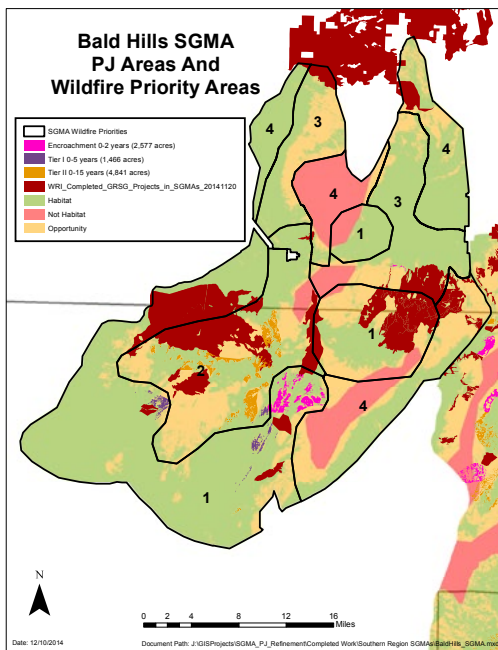 Bald Hills SGMA
PJ Areas And
Wildfire Priority Areas
SGMA Wildfire Priorities
Encroachment 0-2 years (2,577 acres)
Tier I 0-5 years (1,466 acres)
Tier II 0-15 years (4,841 acres)
WRI_Completed_GRSG_Projects_in_SGMAs_20141120
Habitat
Not Habitat
Opportunity
4
3
4
4
3
1
1
2
4
1
N
0 2 4 8 12 16
Miles
Date: 12/10/2014
Document Path: J:\GISProjects\SGMA_PJ_Refinement\Completed Work\Southern Region SGMAs\BaldHills_SGMA.mxd